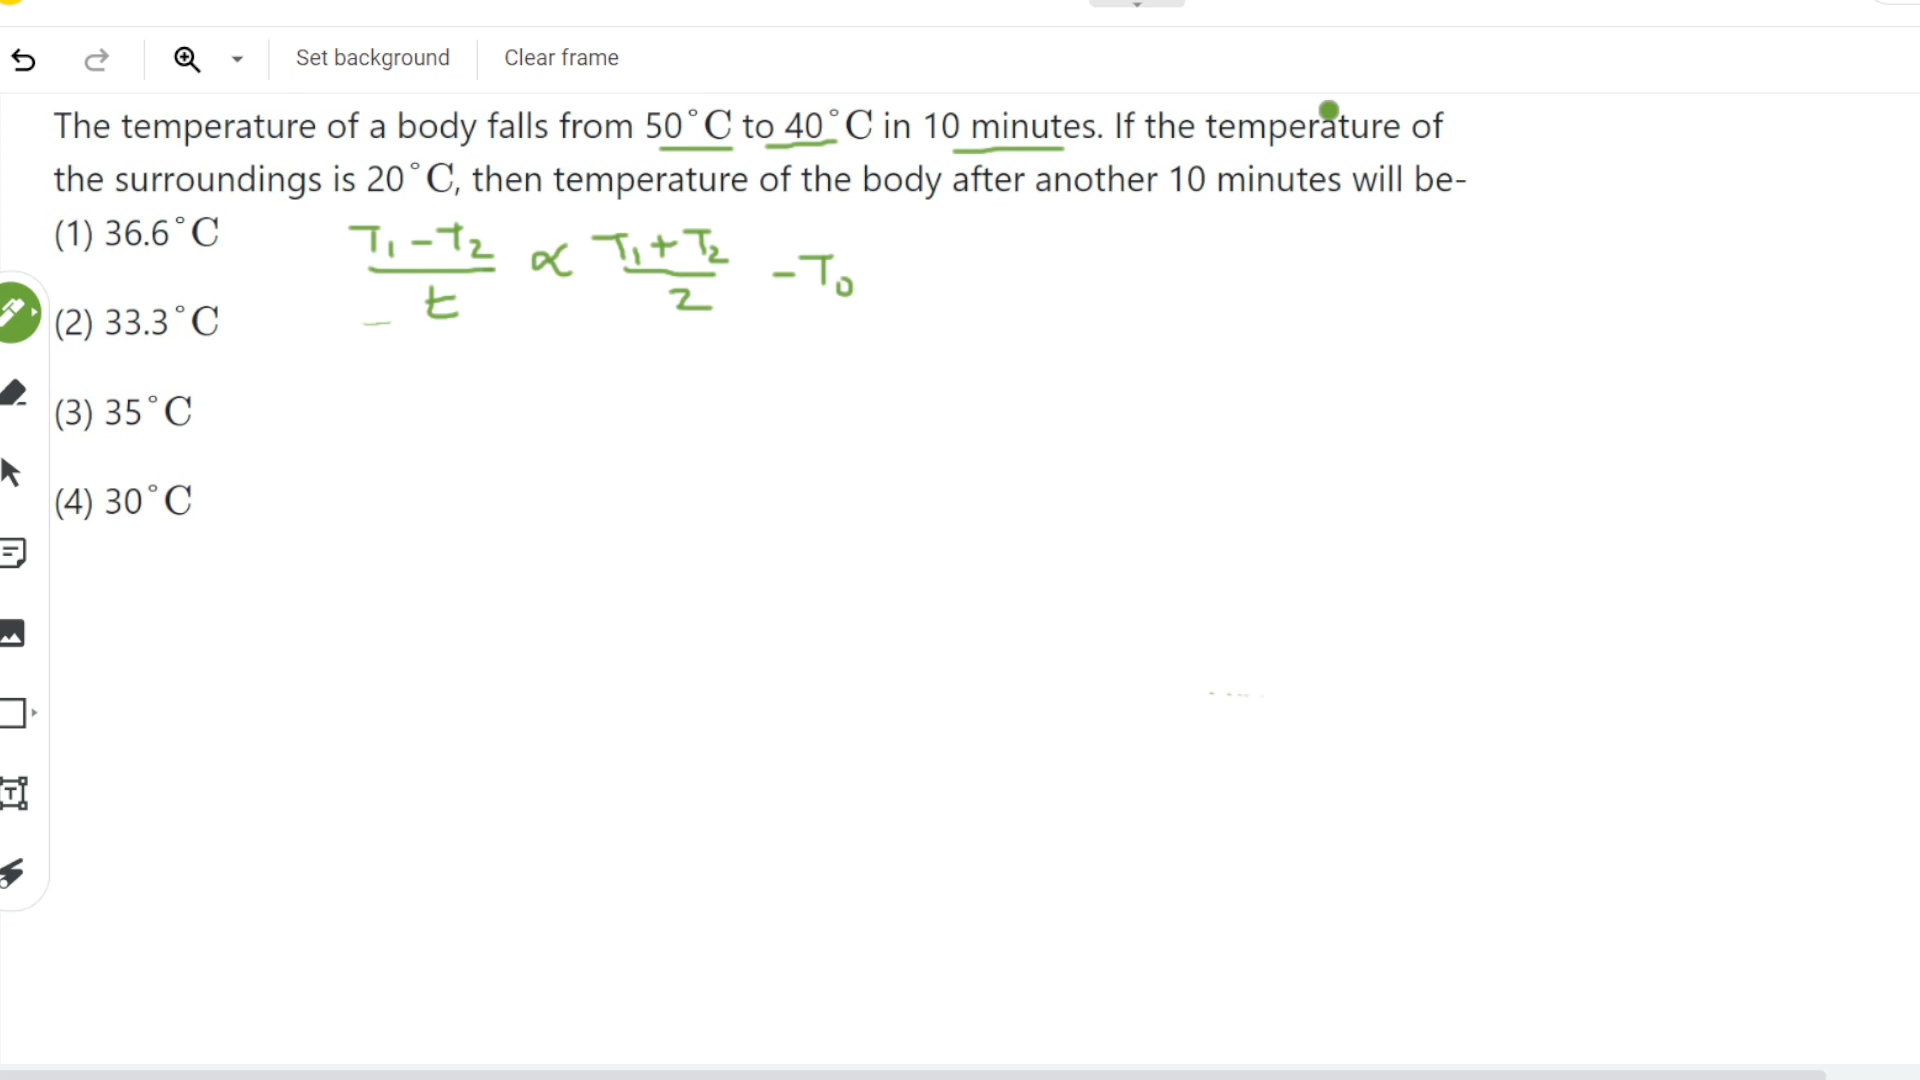 Set background Clear frame
The temperature of a body falls from 50°C to 40°C in 10 minutes. If the temperature of
the surroundings is 20°C, then temperature of the body after another 10 minutes will be-
(1) 36.6°C
T₁ - T₂ / t ∝ T₁ + T₂ / 2 - T₀
(2) 33.3°C
(3) 35°C
(4) 30°C